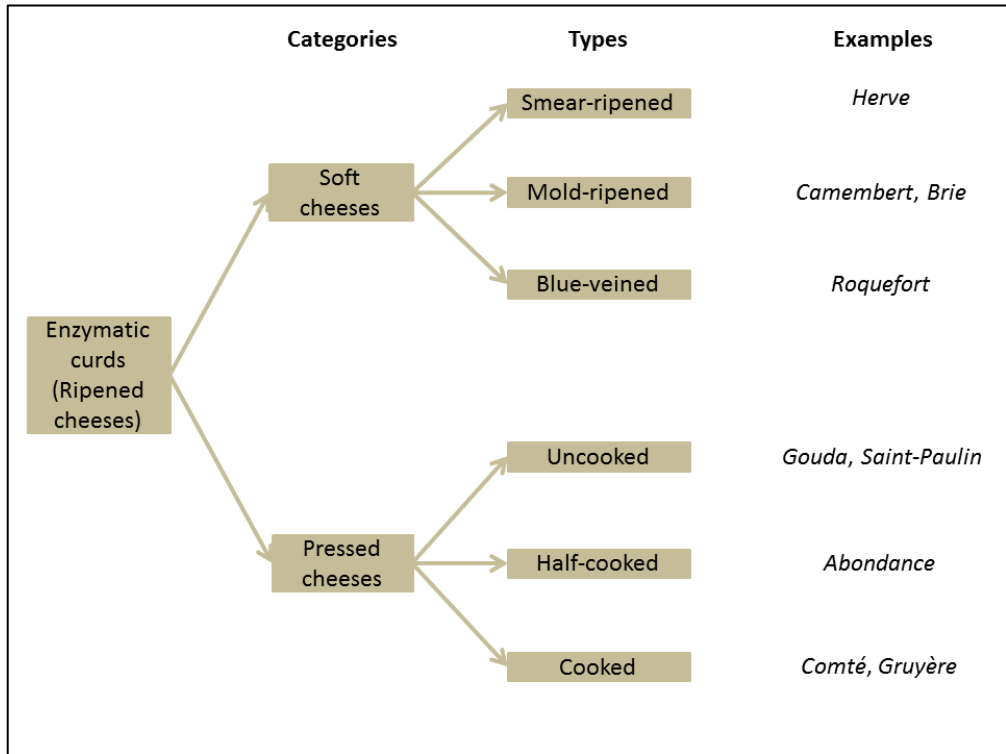 Categories
Types
Examples
Smear-ripened
Herve
Soft
cheeses
Mold-ripened
Camembert, Brie
Blue-veined
Roquefort
Enzymatic
curds
(Ripened
cheeses)
Uncooked
Gouda, Saint-Paulin
Pressed
cheeses
Half-cooked
Abondance
Cooked
Comté, Gruyère